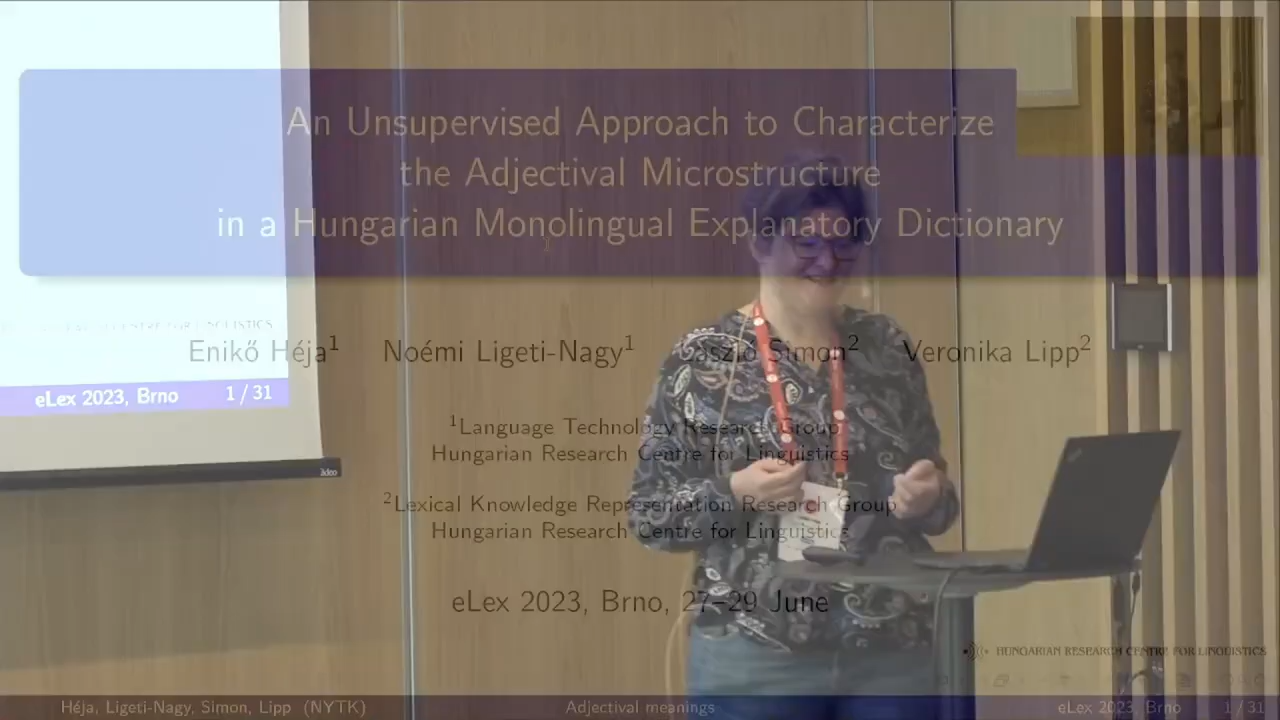 An Unsupervised Approach to Characterize
the Adjectival Microstructure
in a Hungarian Monolingual Explanatory Dictionary
Enikő Héja1 Noémi Ligeti-Nagy1 László Simon2 Veronika Lipp2
eLex 2023, Brno 1 / 31
1Language Technology Research Group
Hungarian Research Centre for Linguistics
2Lexical Knowledge Representation Research Group
Hungarian Research Centre for Linguistics
eLex 2023, Brno, 27–29 June
HUNGARIAN RESEARCH CENTRE FOR LINGUISTICS
Héja, Ligeti-Nagy, Simon, Lipp (NYTK) Adjectival meanings eLex 2023, Brno 1 / 31